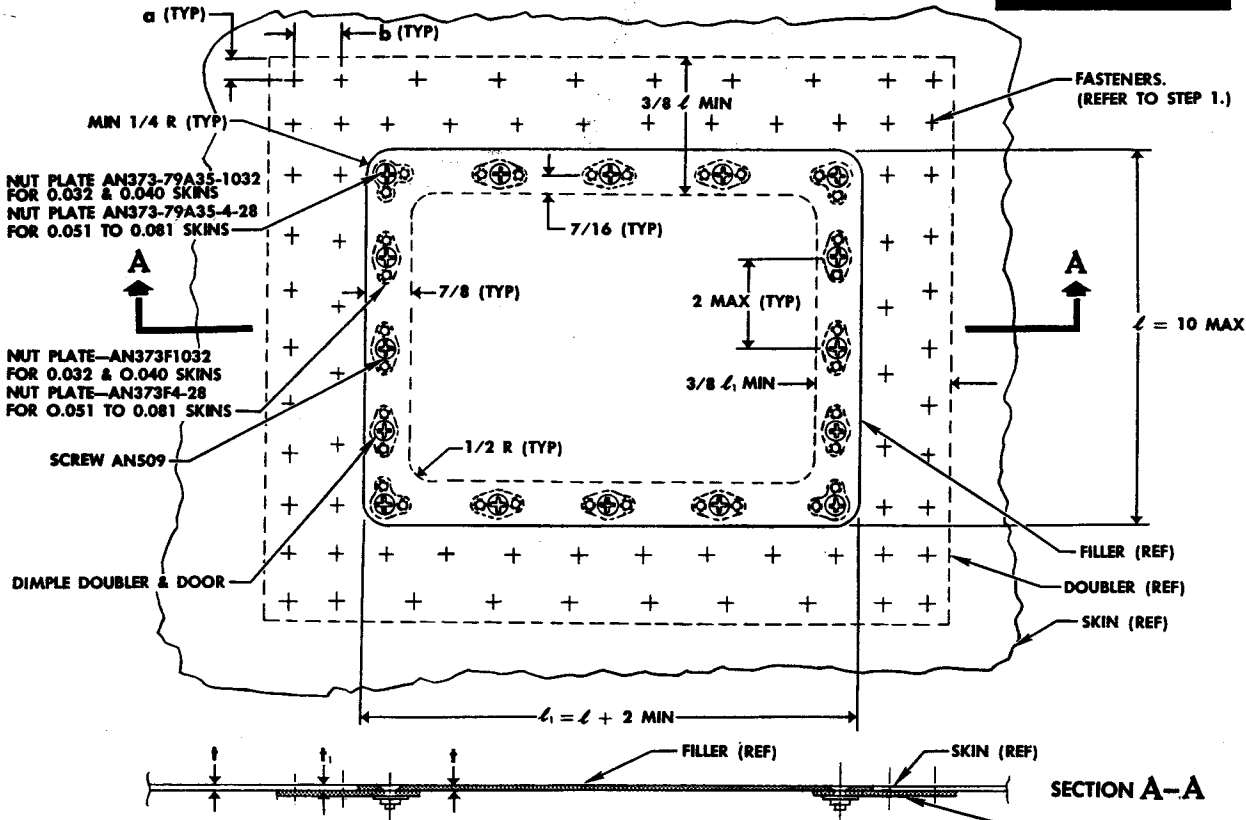 a (TYP)
b (TYP)
FASTENERS.
(REFER TO STEP 1.)
3/8 ℓ MIN
MIN 1/4 R (TYP)
NUT PLATE AN373-79A35-1032
FOR 0.032 & 0.040 SKINS
NUT PLATE AN373-79A35-4-28
FOR 0.051 TO 0.081 SKINS
7/16 (TYP)
A
A
7/8 (TYP)
2 MAX (TYP)
ℓ = 10 MAX
NUT PLATE—AN373F1032
FOR 0.032 & O.040 SKINS
NUT PLATE—AN373F4-28
FOR O.051 TO 0.081 SKINS
3/8 ℓ₁ MIN
SCREW AN509
1/2 R (TYP)
FILLER (REF)
DIMPLE DOUBLER & DOOR
DOUBLER (REF)
SKIN (REF)
ℓ₁ = ℓ + 2 MIN
t
t₁
t
FILLER (REF)
SKIN (REF)
SECTION A-A